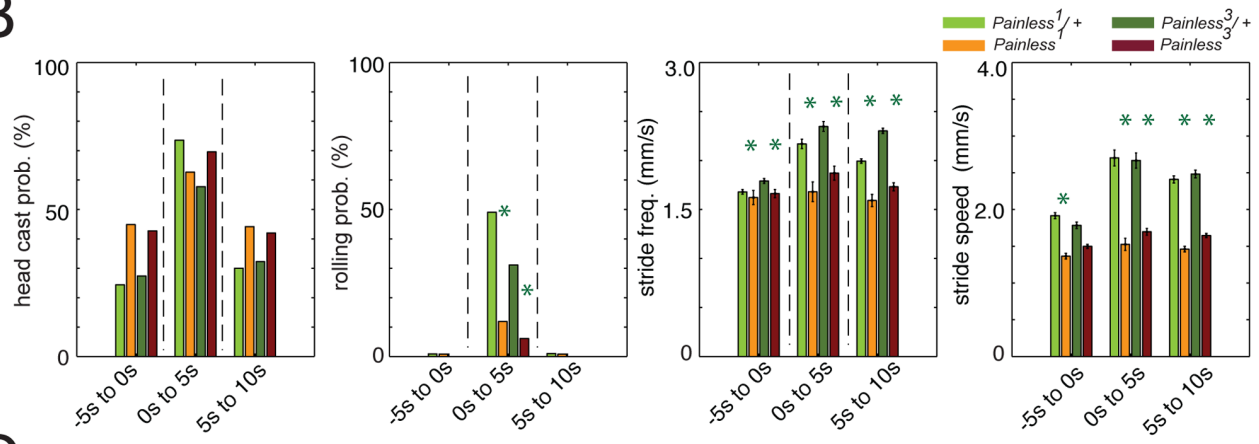 B
Painless1/+
Painless3/+
Painless1
Painless3
head cast prob. (%)
100
50
0
-5s to 0s
0s to 5s
5s to 10s
rolling prob. (%)
100
50
0
*
*
-5s to 0s
0s to 5s
5s to 10s
stride freq. (mm/s)
3.0
1.5
0
* * * * * *
-5s to 0s
0s to 5s
5s to 10s
stride speed (mm/s)
4.0
2.0
0
* * * * *
-5s to 0s
0s to 5s
5s to 10s